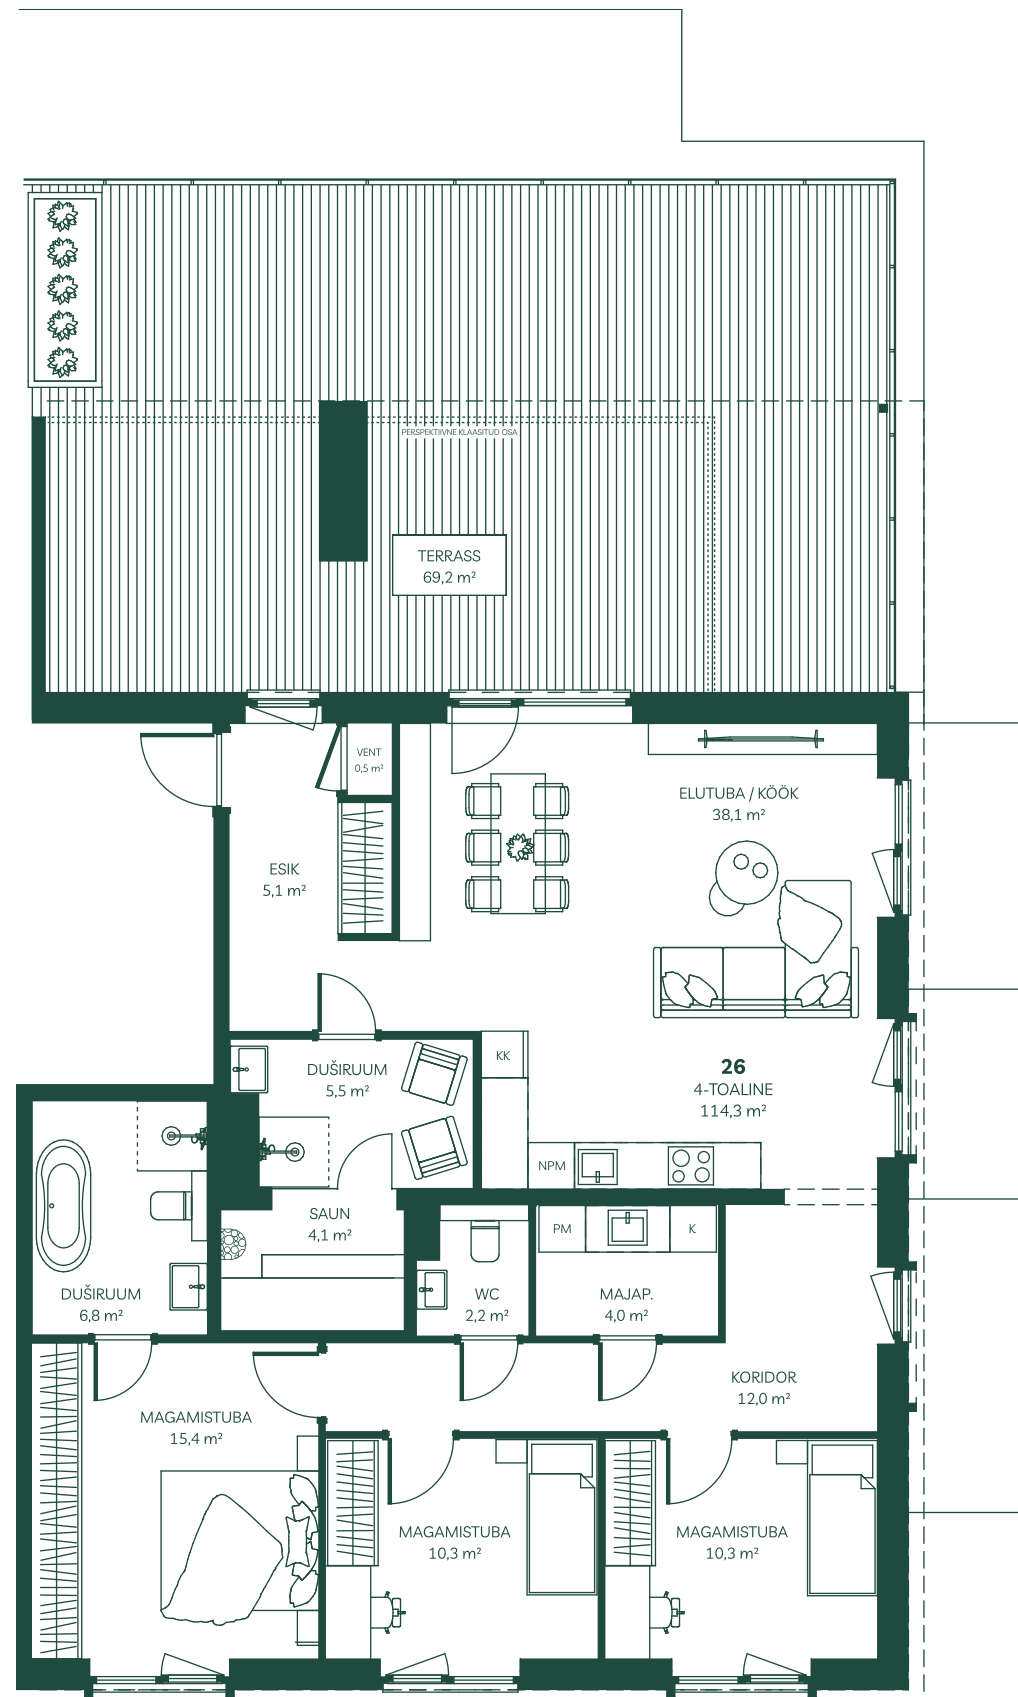 PERSPEKTIIVNE KLAASITUD OSA
TERRASS
69,2 m²
VENT
0,5 m²
ELUTUBA / KÖÖK
38,1 m²
ESIK
5,1 m²
KK
26
4-TOALINE
114,3 m²
DUŠIRUUM
5,5 m²
NPM
SAUN
4,1 m²
PM
K
DUŠIRUUM
6,8 m²
WC
2,2 m²
MAJAP.
4,0 m²
KORIDOR
12,0 m²
MAGAMISTUBA
15,4 m²
MAGAMISTUBA
10,3 m²
MAGAMISTUBA
10,3 m²